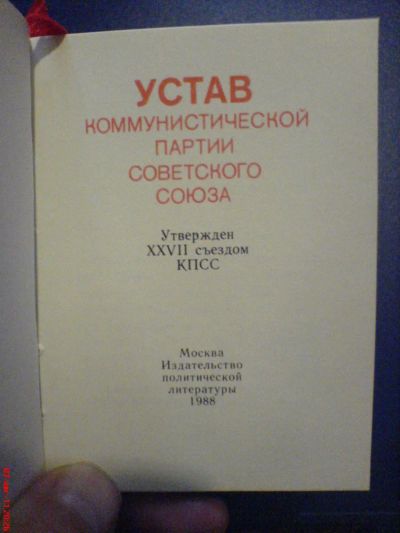 УСТАВ
КОММУНИСТИЧЕСКОЙ
ПАРТИИ
СОВЕТСКОГО
СОЮЗА
Утвержден
XXVII съездом
КПСС
Москва
Издательство
политической
литературы
1988